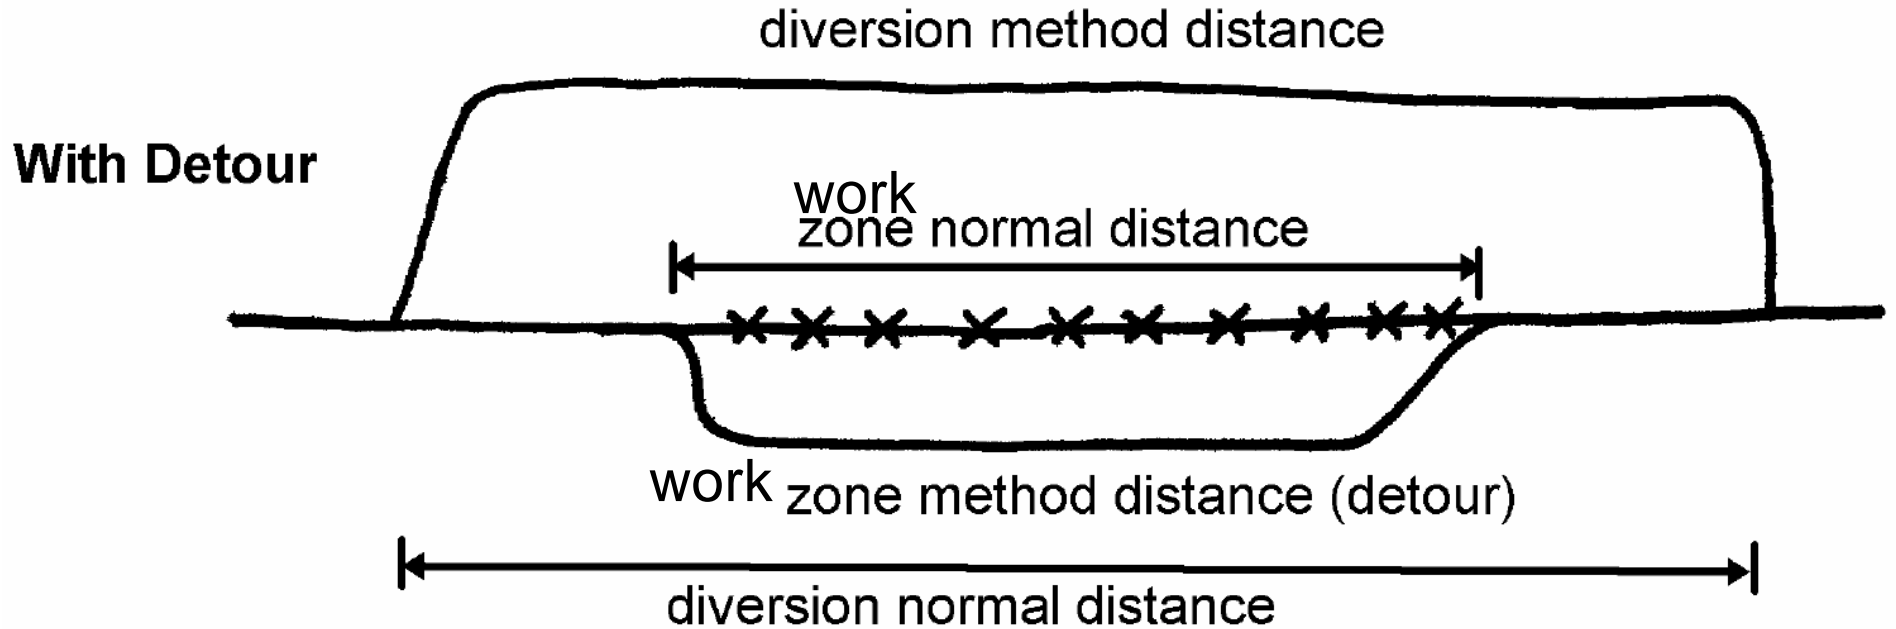 diversion method distance
With Detour
work
zone normal distance
work zone method distance (detour)
diversion normal distance